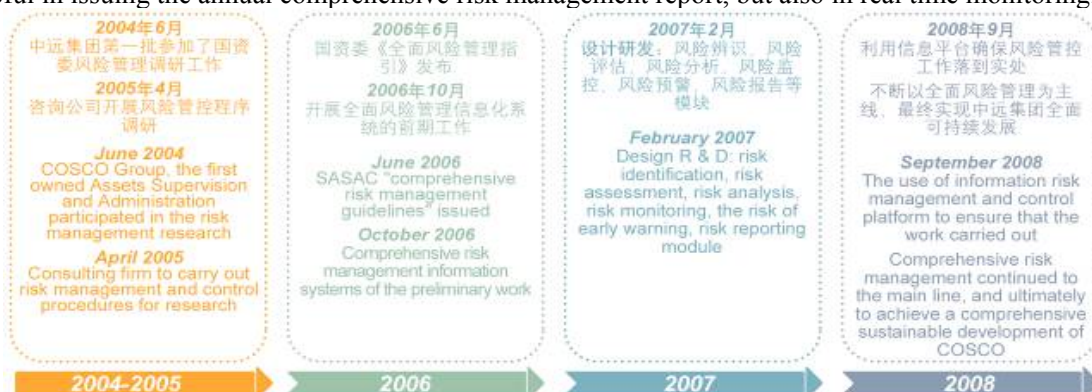 in issuing the annual comprehensive risk management report, but also in real time monitoring
2004年6月
中远集团第一批参加了国资
委风险管理调研工作
2005年4月
咨询公司开展风险管控程序
调研
June 2004
COSCO Group, the first
owned Assets Supervision
and Administration
participated in the risk
management research
April 2005
Consulting firm to carry out
risk management and control
procedures for research
2004-2005
2006年6月
国资委《全面风险管理指
引》发布
2006年10月
开展全面风险管理信息化系
统的前期工作
June 2006
SASAC "comprehensive
risk management
guidelines" issued
October 2006
Comprehensive risk
management information
systems of the preliminary work
2006
2007年2月
设计研发：风险辨识、风险
评估、风险分析、风险监
控、风险预警、风险报告等
模块
February 2007
Design R & D: risk
identification, risk
assessment, risk analysis,
risk monitoring, the risk of
early warning, risk reporting
module
2007
2008年9月
利用信息平台确保风险管控
工作落到实处
不断以全面风险管理为主
线，最终实现中远集团全面
可持续发展
September 2008
The use of information risk
management and control
platform to ensure that the
work carried out
Comprehensive risk
management continued to
the main line, and ultimately
to achieve a comprehensive
sustainable development of
COSCO
2008